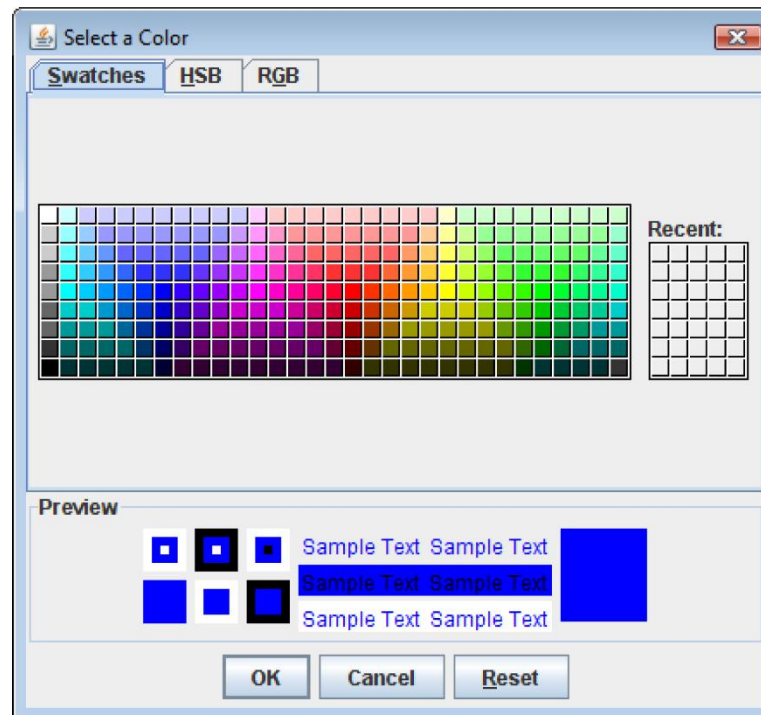 Select a Color
Swatches HSB RGB
Recent:
Preview
Sample Text Sample Text
Sample Text Sample Text
Sample Text Sample Text
OK Cancel Reset